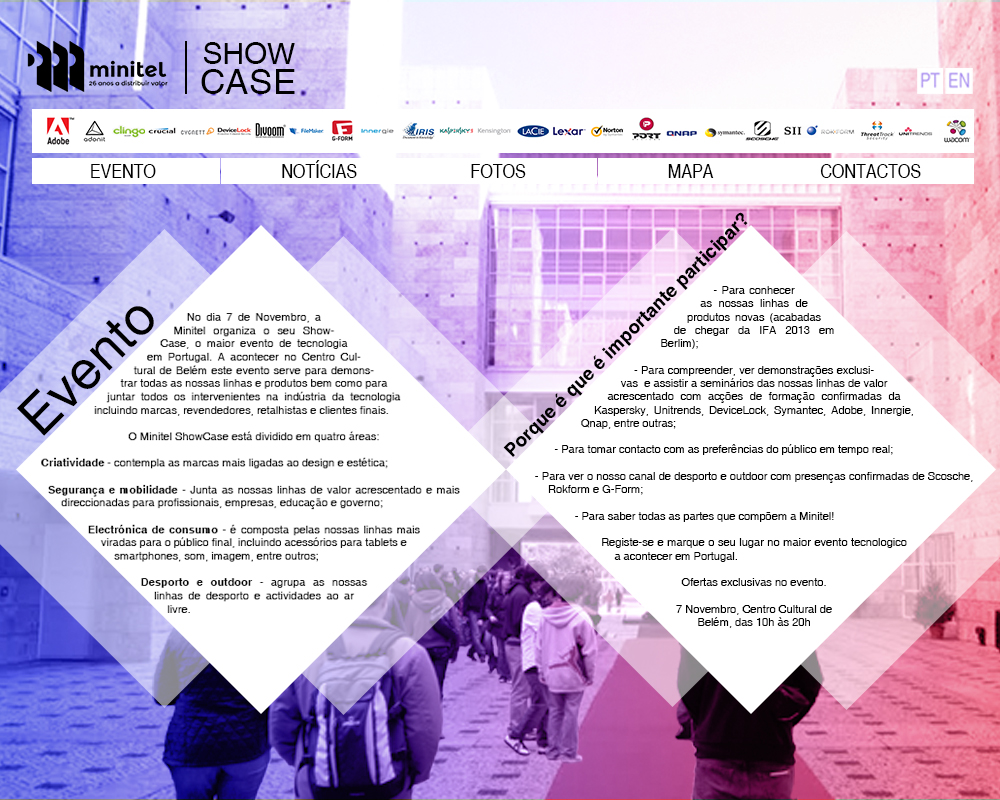 minitel
26 anos a distribuir valor
SHOW
CASE
PT EN
Adobe adonit clingo crucial CYGNETT DeviceLock Divoom FileMaker G-FORM innergie IRIS Kensington LACIE Lexar Norton PORT QNAP symantec. SCOSCHE SII ROKFORM ThreatTrack UNITRENDS wacom
EVENTO NOTÍCIAS FOTOS MAPA CONTACTOS
Evento
No dia 7 de Novembro, a
Minitel organiza o seu Show-
Case, o maior evento de tecnologia
em Portugal. A acontecer no Centro Cul-
tural de Belém este evento serve para demons-
trar todas as nossas linhas e produtos bem como para
juntar todos os intervenientes na indústria da tecnologia
incluindo marcas, revendedores, retalhistas e clientes finais.
O Minitel ShowCase está dividido em quatro áreas:
Criatividade - contempla as marcas mais ligadas ao design e estética;
Segurança e mobilidade - Junta as nossas linhas de valor acrescentado e mais
direccionadas para profissionais, empresas, educação e governo;
Electrónica de consumo - é composta pelas nossas linhas mais
viradas para o público final, incluindo acessórios para tablets e
smartphones, som, imagem, entre outros;
Desporto e outdoor - agrupa as nossas
linhas de desporto e actividades ao ar
livre.
Porque é que é importante participar?
- Para conhecer
as nossas linhas de
produtos novas (acabadas
de chegar da IFA 2013 em
Berlim);
- Para compreender, ver demonstrações exclusi-
vas e assistir a seminários das nossas linhas de valor
acrescentado com acções de formação confirmadas da
Kaspersky, Unitrends, DeviceLock, Symantec, Adobe, Innergie,
Qnap, entre outras;
- Para tomar contacto com as preferências do público em tempo real;
- Para ver o nosso canal de desporto e outdoor com presenças confirmadas de Scosche,
Rokform e G-Form;
- Para saber todas as partes que compõem a Minitel!
Registe-se e marque o seu lugar no maior evento tecnologico
a acontecer em Portugal.
Ofertas exclusivas no evento.
7 Novembro, Centro Cultural de
Belém, das 10h às 20h